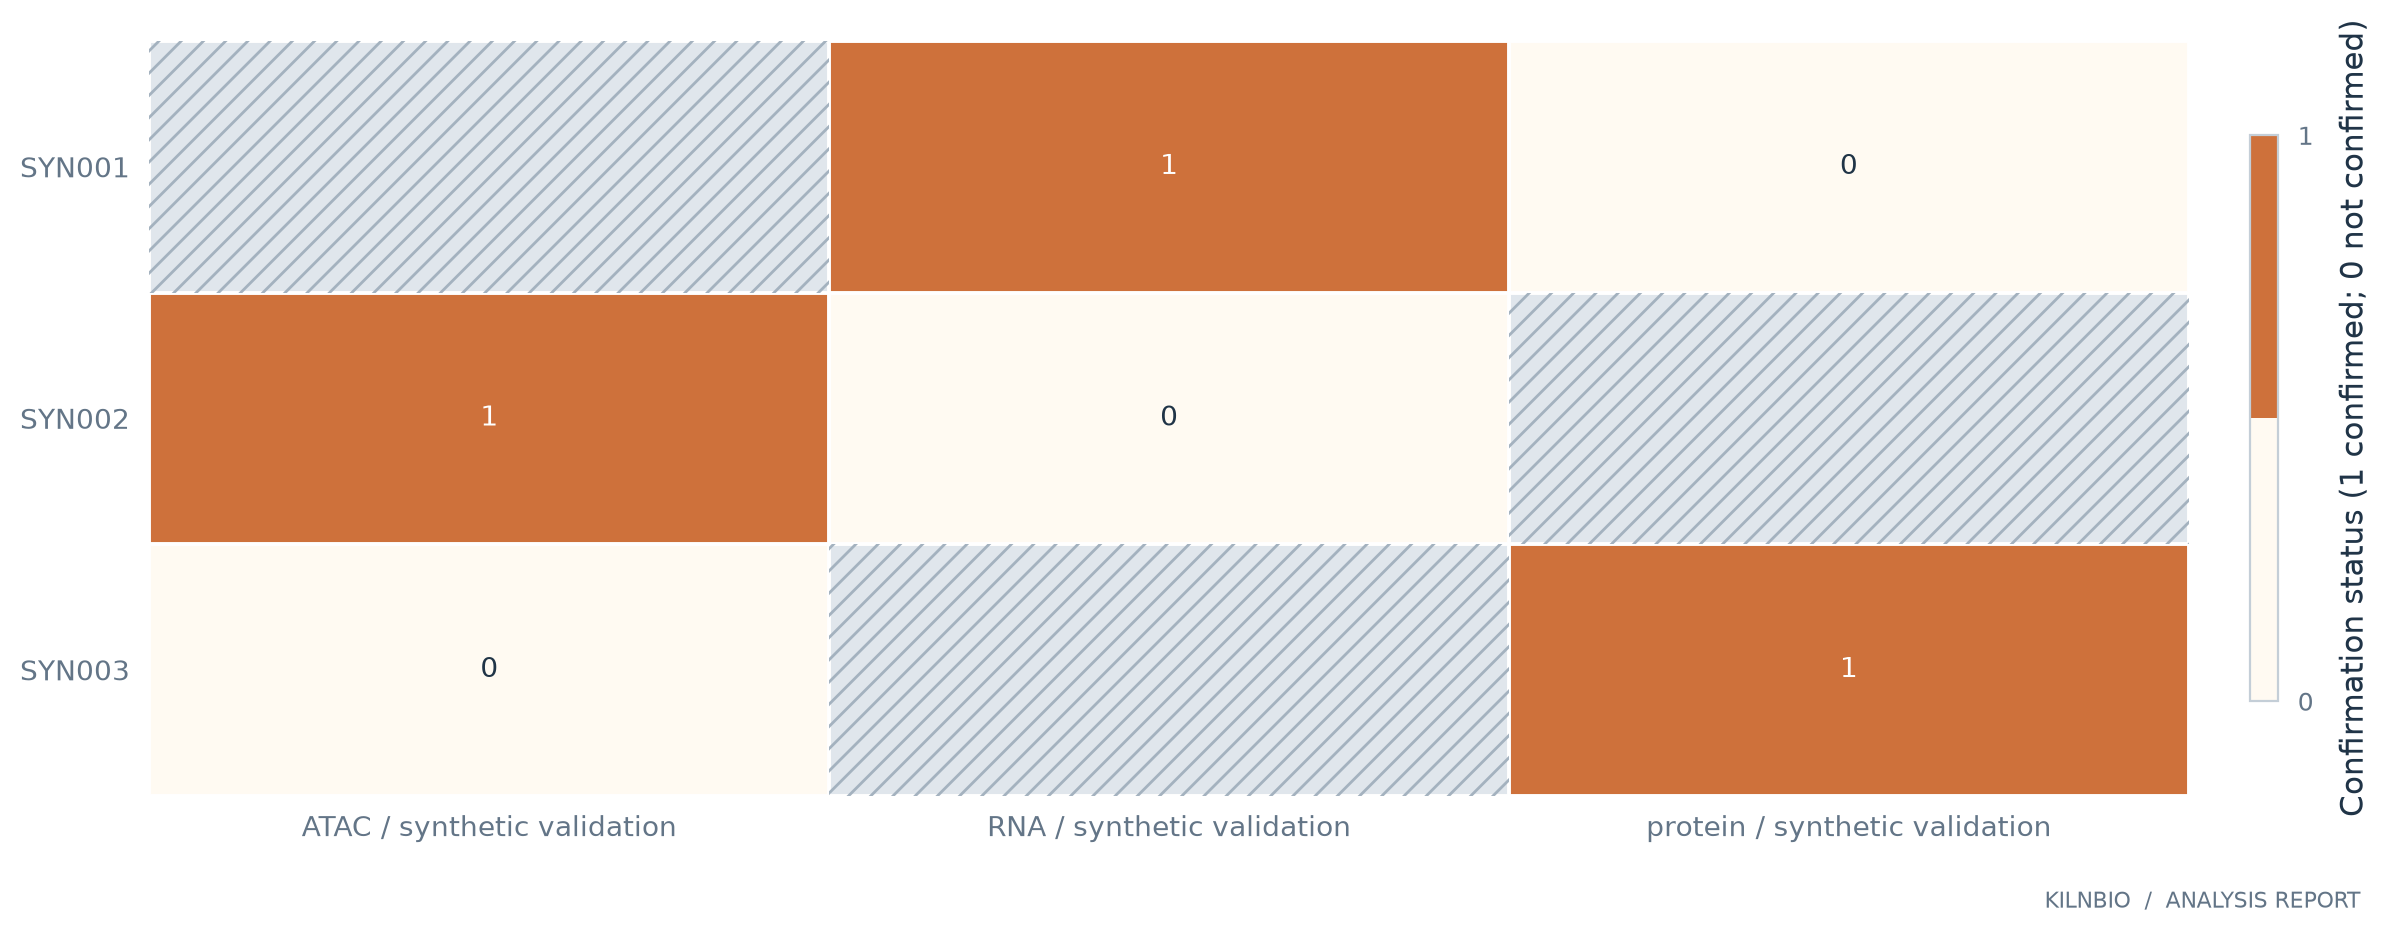 SYN001
1
0
SYN002
1
0
SYN003
0
1
ATAC / synthetic validation
RNA / synthetic validation
protein / synthetic validation
1
0
Confirmation status (1 confirmed; 0 not confirmed)
KILNBIO / ANALYSIS REPORT